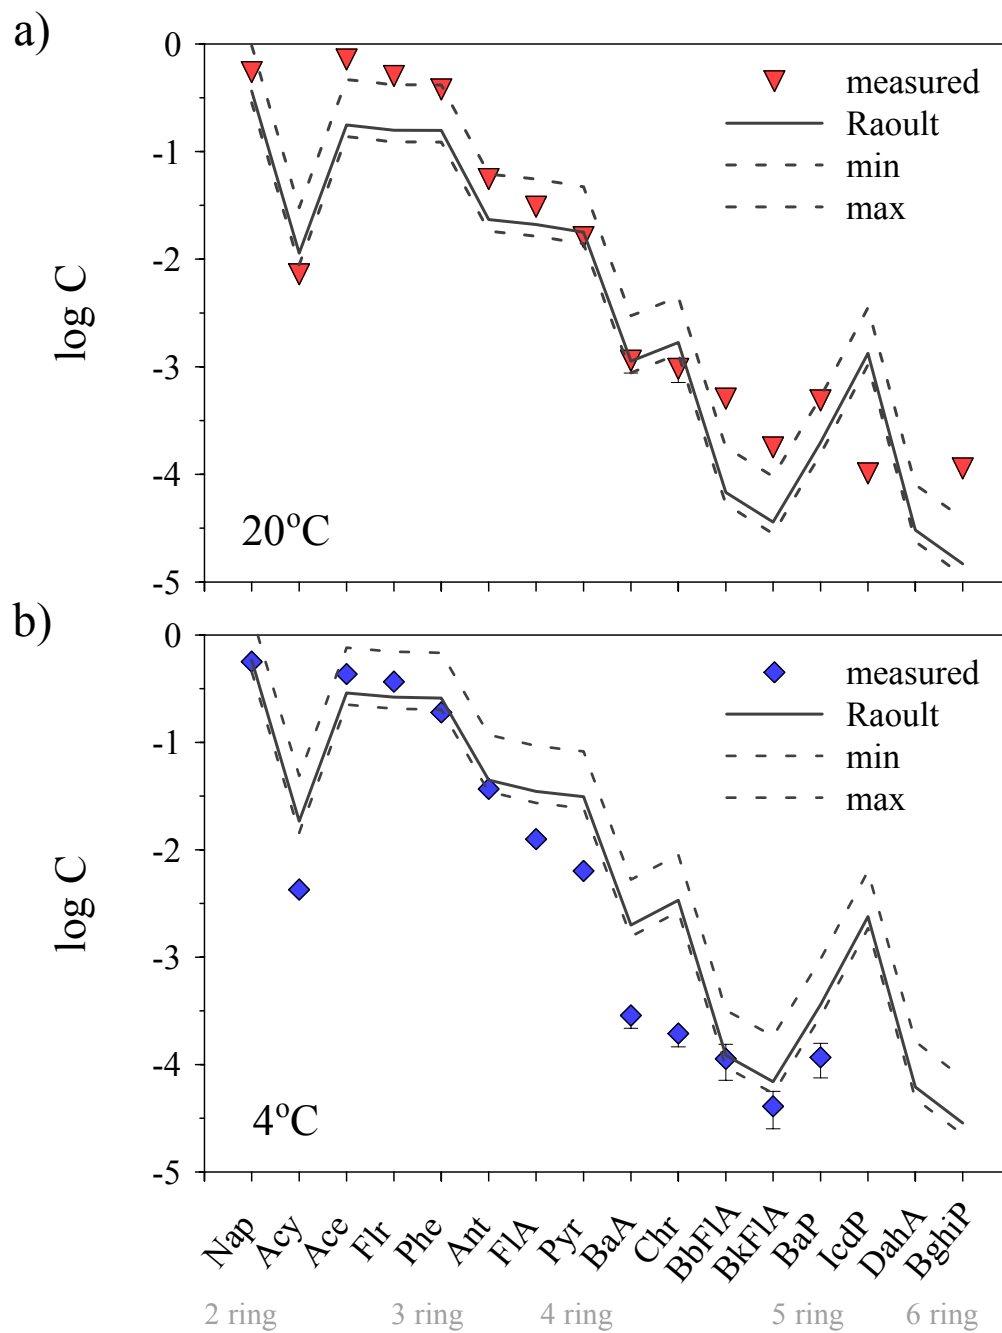 a)
0
-1
-2
-3
-4
-5
log C
measured
Raoult
min
max
20°C
b)
0
-1
-2
-3
-4
-5
log C
measured
Raoult
min
max
4°C
Nap Acy Ace Flr Phe Ant FlA Pyr BaA Chr BbFlA BkFlA BaP IcdP DahA BghiP
2 ring 3 ring 4 ring 5 ring 6 ring